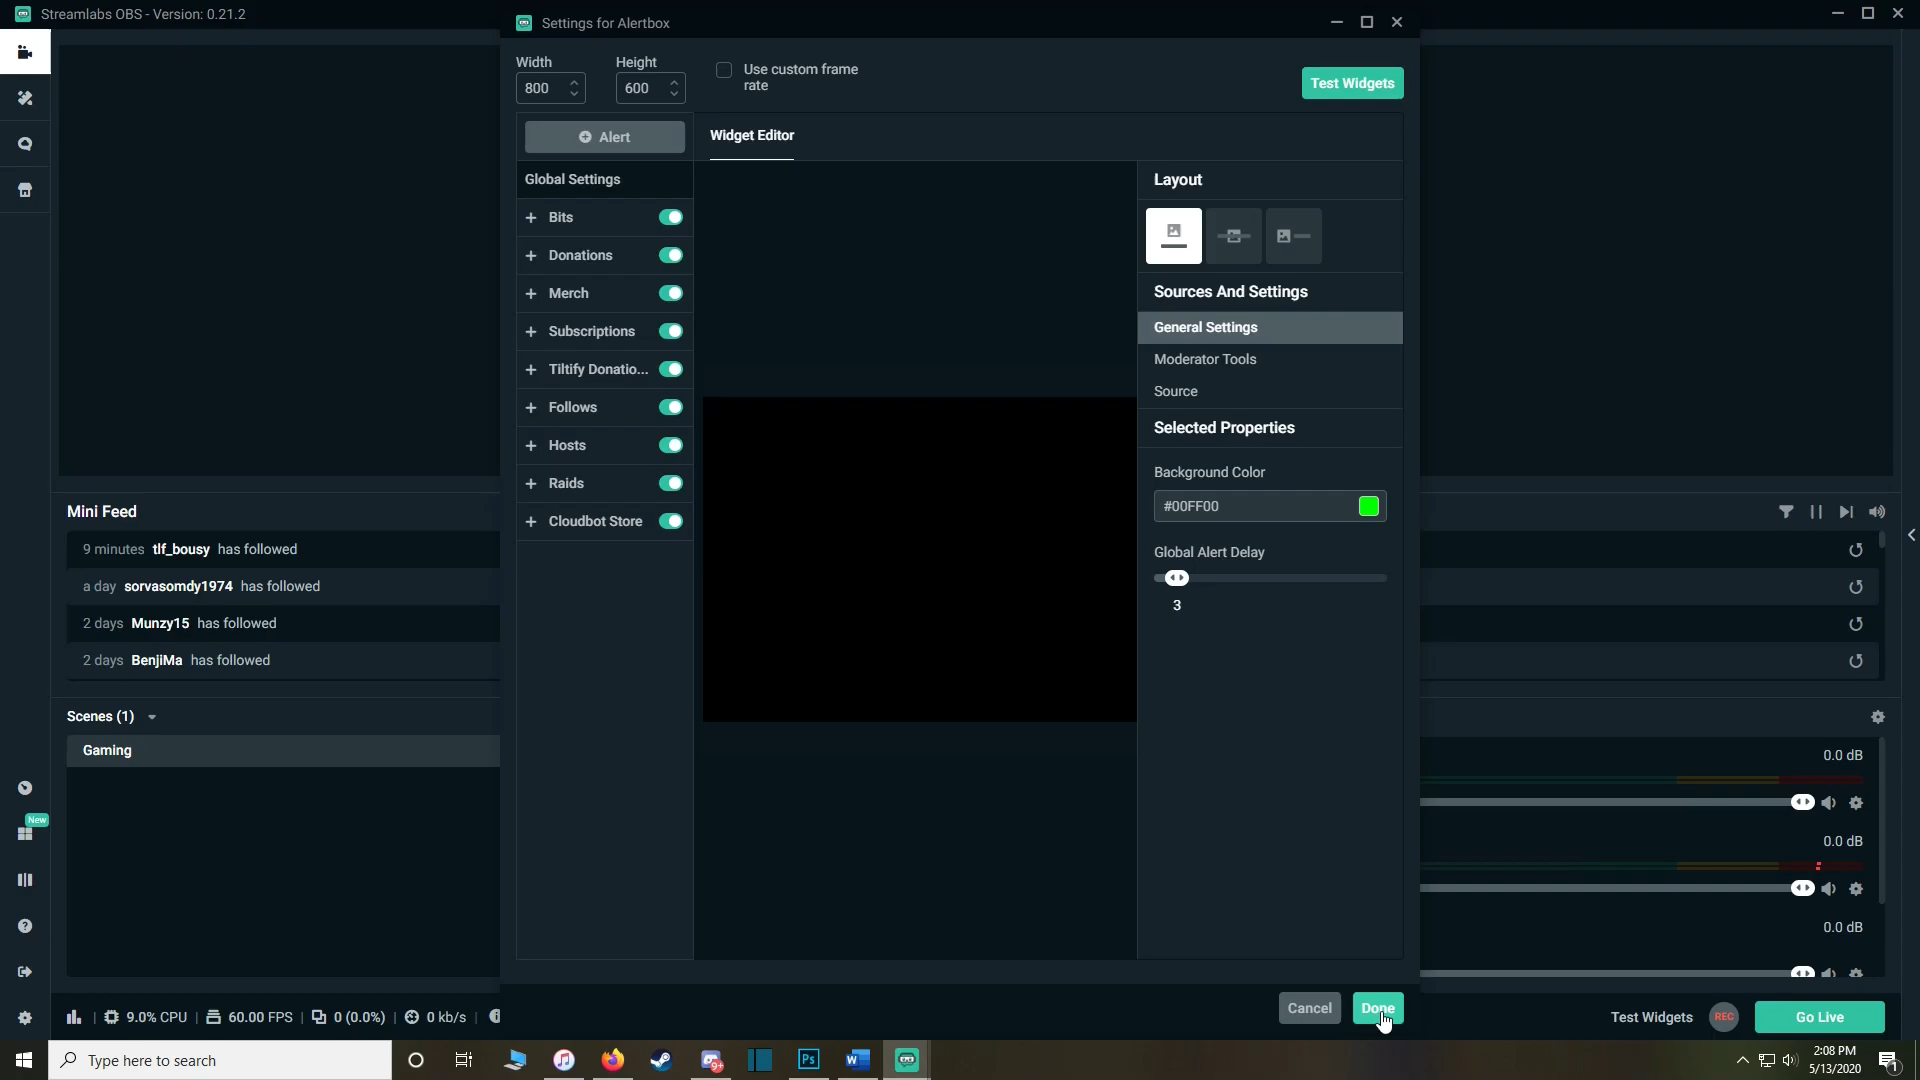 Streamlabs OBS - Version: 0.21.2
Settings for Alertbox
Width
Height
800
600
Use custom frame
rate
Test Widgets
Alert
Widget Editor
Global Settings
Bits
Donations
Merch
Subscriptions
Tiltify Donatio...
Follows
Hosts
Raids
Cloudbot Store
Layout
Sources And Settings
General Settings
Moderator Tools
Source
Selected Properties
Background Color
#00FF00
Global Alert Delay
3
Mini Feed
9 minutes tlf_bousy has followed
a day sorvasomdy1974 has followed
2 days Munzy15 has followed
2 days BenjiMa has followed
Scenes (1)
Gaming
0.0 dB
0.0 dB
0.0 dB
New
Cancel
Done
9.0% CPU | 60.00 FPS | 0 (0.0%) | 0 kb/s |
Test Widgets
REC
Go Live
Type here to search
9+
Ps
W
2:08 PM
5/13/2020
1